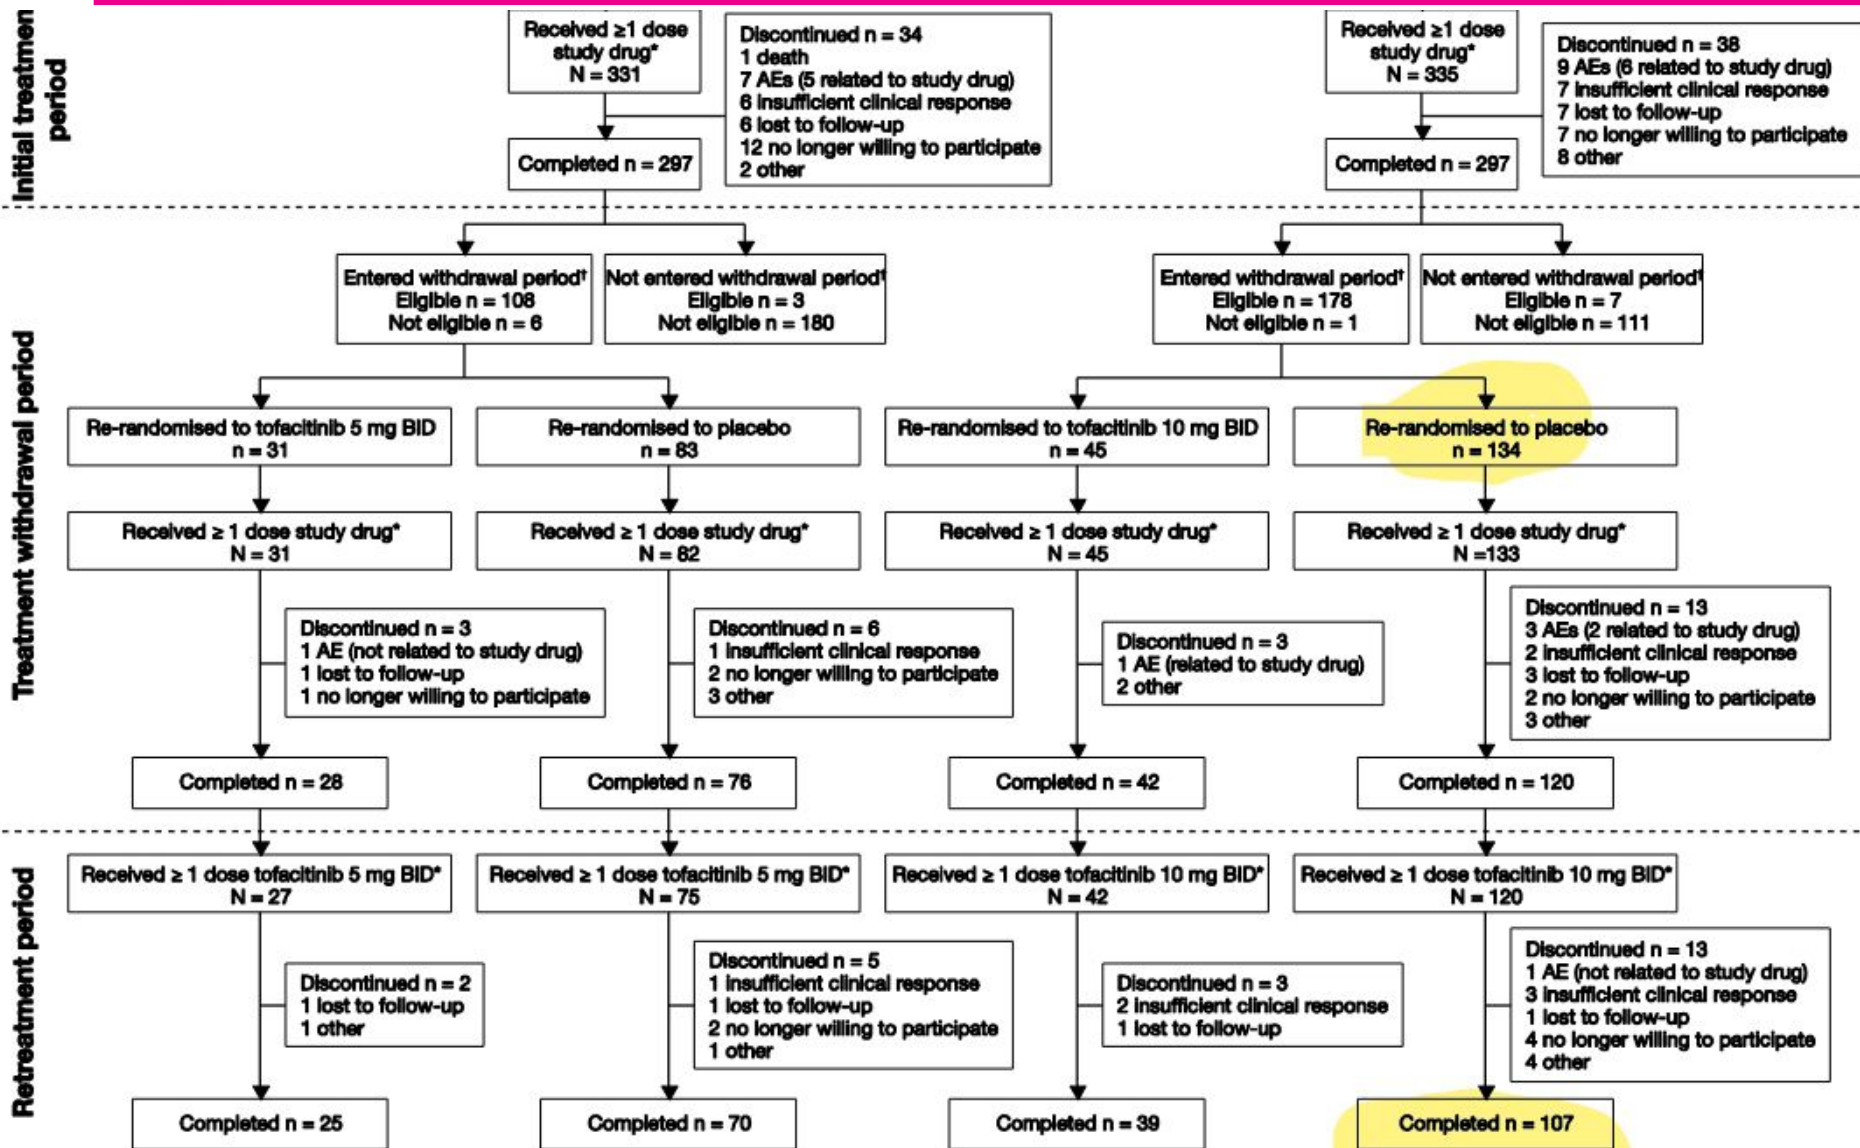 Initial treatmen
period
Received ≥1 dose
study drug*
N = 331
Discontinued n = 34
1 death
7 AEs (5 related to study drug)
6 insufficient clinical response
6 lost to follow-up
12 no longer willing to participate
2 other
Completed n = 297
Received ≥1 dose
study drug*
N = 335
Discontinued n = 38
9 AEs (6 related to study drug)
7 insufficient clinical response
7 lost to follow-up
7 no longer willing to participate
8 other
Completed n = 297
Treatment withdrawal period
Entered withdrawal period†
Eligible n = 108
Not eligible n = 6
Not entered withdrawal period†
Eligible n = 3
Not eligible n = 180
Entered withdrawal period†
Eligible n = 178
Not eligible n = 1
Not entered withdrawal period†
Eligible n = 7
Not eligible n = 111
Re-randomised to tofacitinib 5 mg BID
n = 31
Re-randomised to placebo
n = 83
Re-randomised to tofacitinib 10 mg BID
n = 45
Re-randomised to placebo
n = 134
Received ≥ 1 dose study drug*
N = 31
Received ≥ 1 dose study drug*
N = 82
Received ≥ 1 dose study drug*
N = 45
Received ≥ 1 dose study drug*
N =133
Discontinued n = 3
1 AE (not related to study drug)
1 lost to follow-up
1 no longer willing to participate
Discontinued n = 6
1 insufficient clinical response
2 no longer willing to participate
3 other
Discontinued n = 3
1 AE (related to study drug)
2 other
Discontinued n = 13
3 AEs (2 related to study drug)
2 insufficient clinical response
3 lost to follow-up
2 no longer willing to participate
3 other
Completed n = 28
Completed n = 76
Completed n = 42
Completed n = 120
Retreatment period
Received ≥ 1 dose tofacitinib 5 mg BID*
N = 27
Received ≥ 1 dose tofacitinib 5 mg BID*
N = 75
Received ≥ 1 dose tofacitinib 10 mg BID*
N = 42
Received ≥ 1 dose tofacitinib 10 mg BID*
N = 120
Discontinued n = 2
1 lost to follow-up
1 other
Discontinued n = 5
1 insufficient clinical response
1 lost to follow-up
2 no longer willing to participate
1 other
Discontinued n = 3
2 insufficient clinical response
1 lost to follow-up
Discontinued n = 13
1 AE (not related to study drug)
3 insufficient clinical response
1 lost to follow-up
4 no longer willing to participate
4 other
Completed n = 25
Completed n = 70
Completed n = 39
Completed n = 107